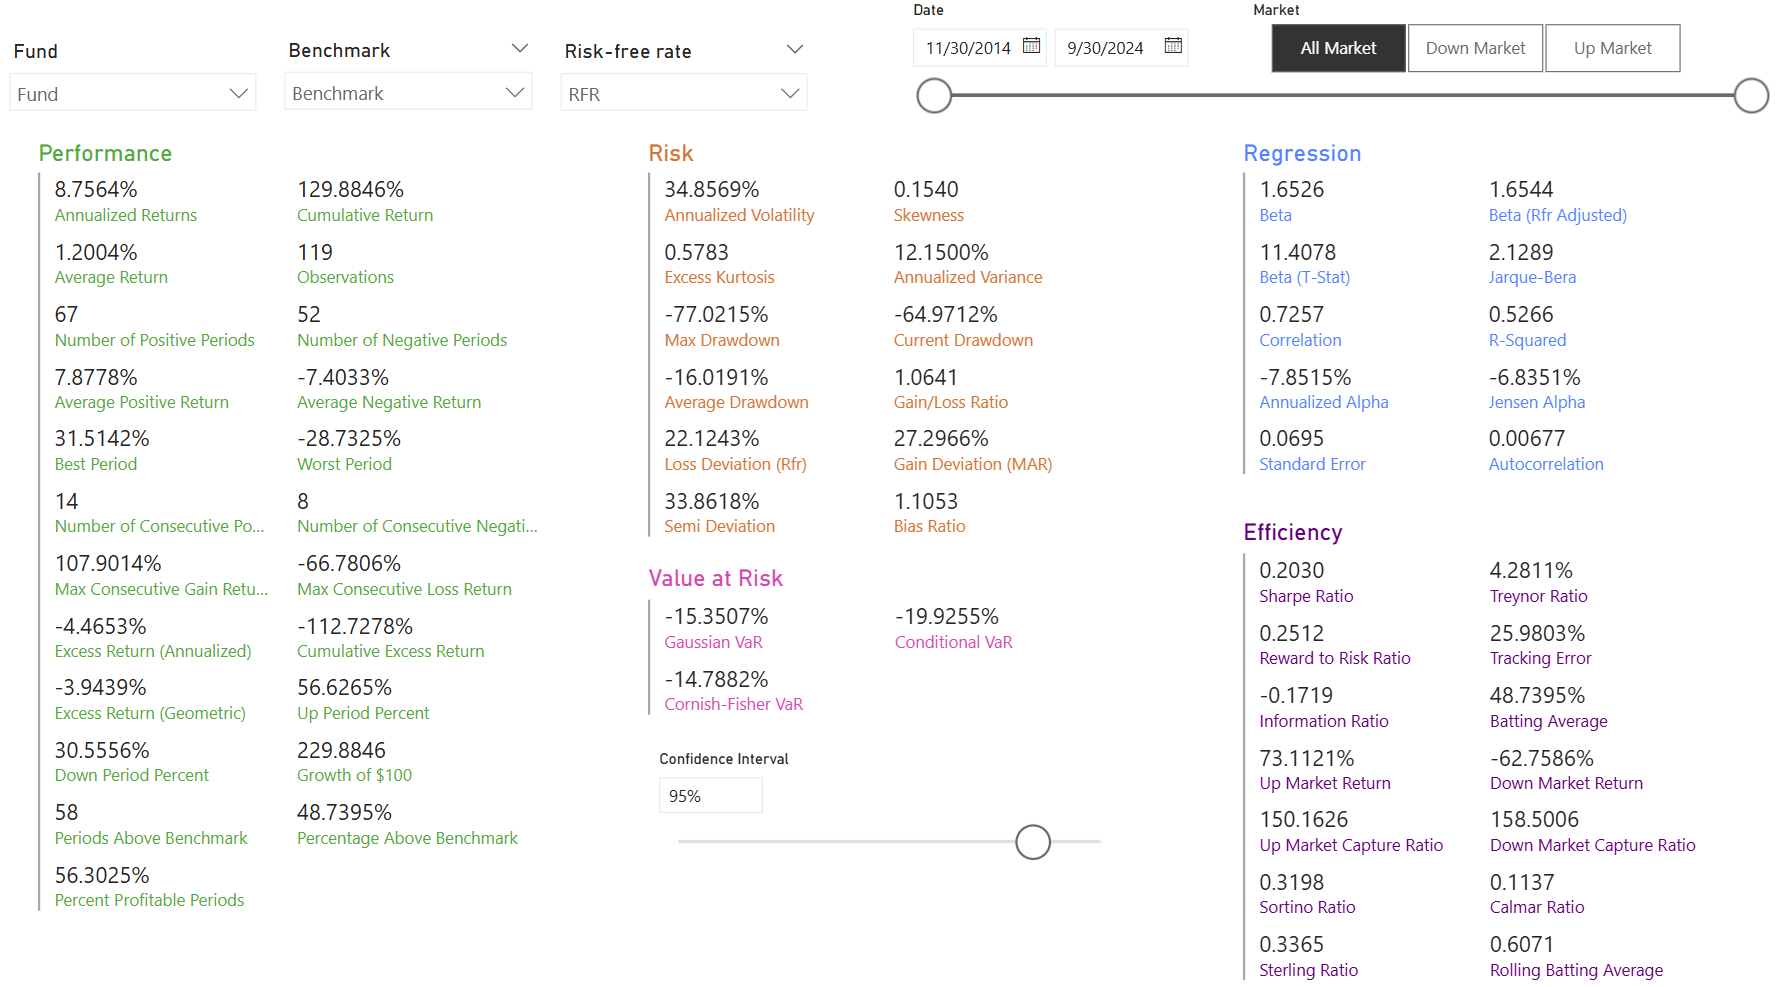 Date
Market
Fund
Benchmark
Risk-free rate
11/30/2014
9/30/2024
All Market
Down Market
Up Market
Fund
Benchmark
RFR
Performance
8.7564%
129.8846%
Annualized Returns
Cumulative Return
1.2004%
119
Average Return
Observations
67
52
Number of Positive Periods
Number of Negative Periods
7.8778%
-7.4033%
Average Positive Return
Average Negative Return
31.5142%
-28.7325%
Best Period
Worst Period
14
8
Number of Consecutive Po...
Number of Consecutive Negati...
107.9014%
-66.7806%
Max Consecutive Gain Retu...
Max Consecutive Loss Return
-4.4653%
-112.7278%
Excess Return (Annualized)
Cumulative Excess Return
-3.9439%
56.6265%
Excess Return (Geometric)
Up Period Percent
30.5556%
229.8846
Down Period Percent
Growth of $100
58
48.7395%
Periods Above Benchmark
Percentage Above Benchmark
56.3025%
Percent Profitable Periods
Risk
34.8569%
0.1540
Annualized Volatility
Skewness
0.5783
12.1500%
Excess Kurtosis
Annualized Variance
-77.0215%
-64.9712%
Max Drawdown
Current Drawdown
-16.0191%
1.0641
Average Drawdown
Gain/Loss Ratio
22.1243%
27.2966%
Loss Deviation (Rfr)
Gain Deviation (MAR)
33.8618%
1.1053
Semi Deviation
Bias Ratio
Value at Risk
-15.3507%
-19.9255%
Gaussian VaR
Conditional VaR
-14.7882%
Cornish-Fisher VaR
Confidence Interval
95%
Regression
1.6526
1.6544
Beta
Beta (Rfr Adjusted)
11.4078
2.1289
Beta (T-Stat)
Jarque-Bera
0.7257
0.5266
Correlation
R-Squared
-7.8515%
-6.8351%
Annualized Alpha
Jensen Alpha
0.0695
0.00677
Standard Error
Autocorrelation
Efficiency
0.2030
4.2811%
Sharpe Ratio
Treynor Ratio
0.2512
25.9803%
Reward to Risk Ratio
Tracking Error
-0.1719
48.7395%
Information Ratio
Batting Average
73.1121%
-62.7586%
Up Market Return
Down Market Return
150.1626
158.5006
Up Market Capture Ratio
Down Market Capture Ratio
0.3198
0.1137
Sortino Ratio
Calmar Ratio
0.3365
0.6071
Sterling Ratio
Rolling Batting Average